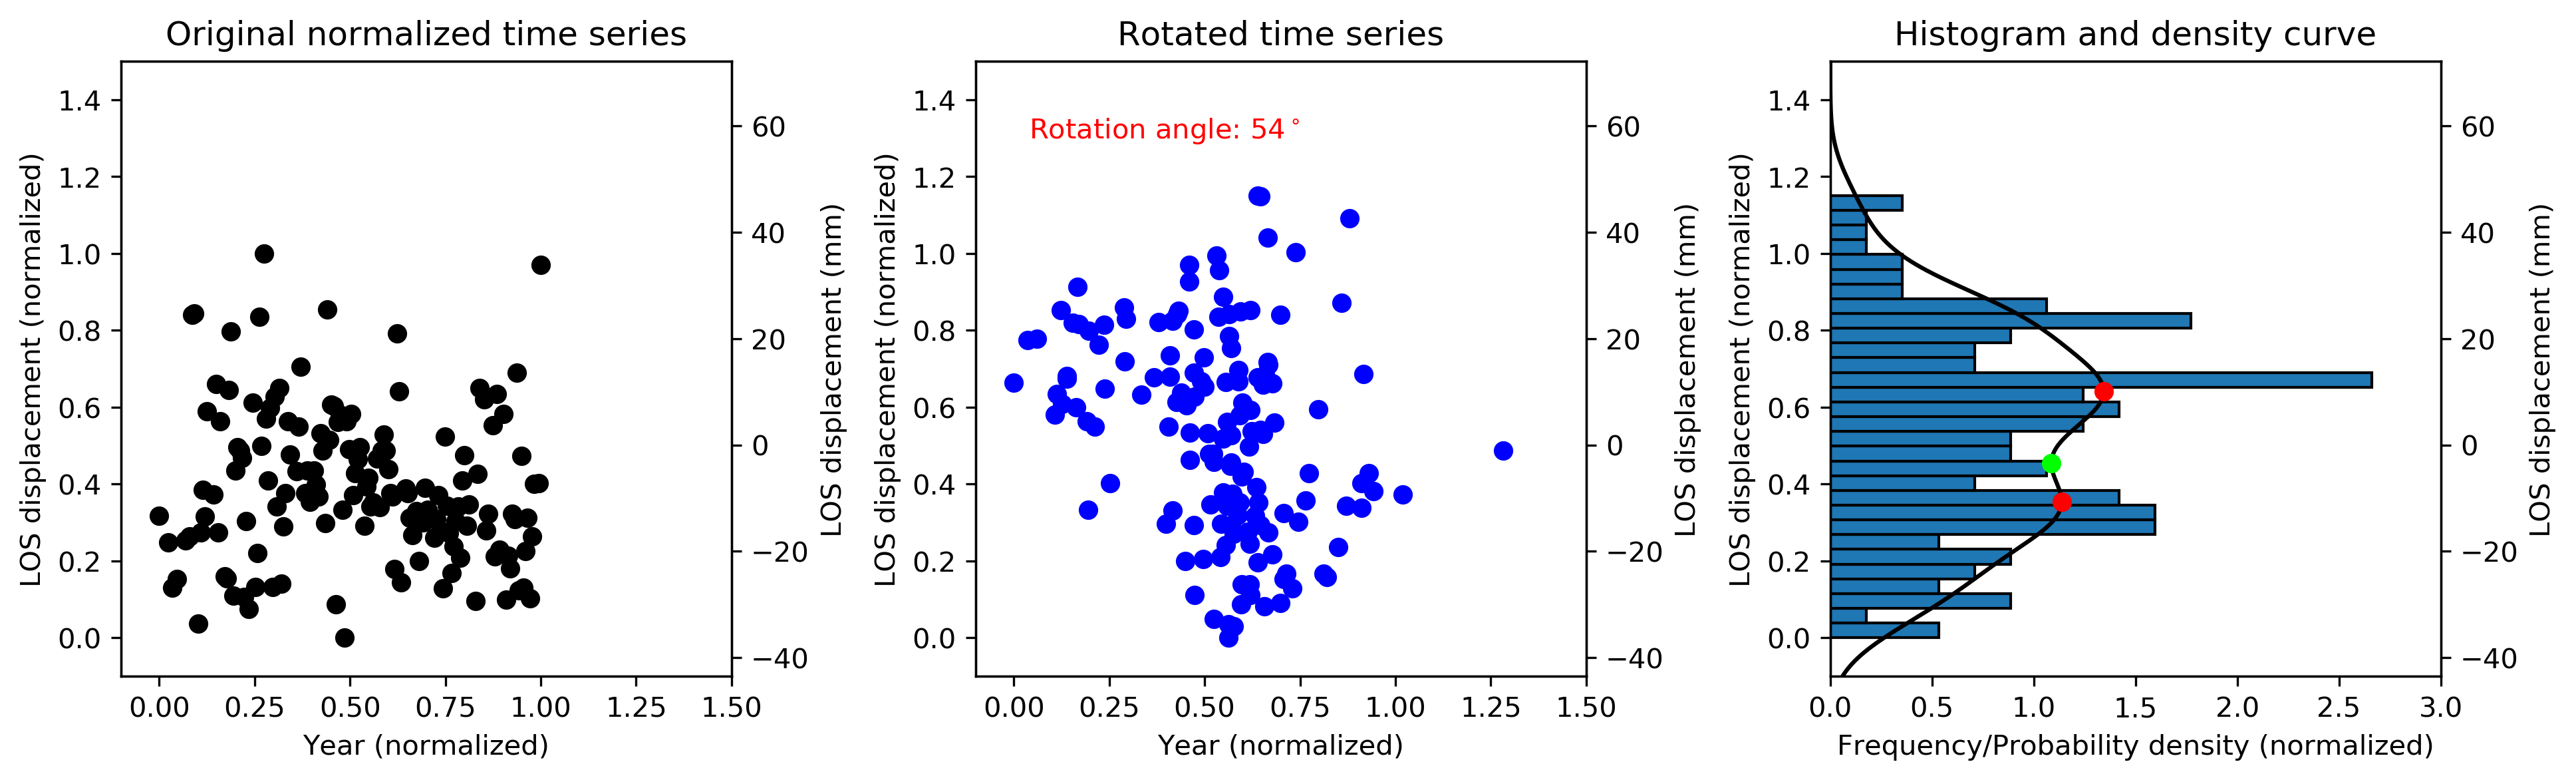 Original normalized time series
LOS displacement (normalized)
1.4
1.2
1.0
0.8
0.6
0.4
0.2
0.0
60
40
20
0
−20
−40
LOS displacement (mm)
0.00 0.25 0.50 0.75 1.00 1.25 1.50
Year (normalized)
Rotated time series
Rotation angle: 54°
LOS displacement (normalized)
1.4
1.2
1.0
0.8
0.6
0.4
0.2
0.0
60
40
20
0
−20
−40
LOS displacement (mm)
0.00 0.25 0.50 0.75 1.00 1.25 1.50
Year (normalized)
Histogram and density curve
LOS displacement (normalized)
1.4
1.2
1.0
0.8
0.6
0.4
0.2
0.0
60
40
20
0
−20
−40
LOS displacement (mm)
0.0 0.5 1.0 1.5 2.0 2.5 3.0
Frequency/Probability density (normalized)